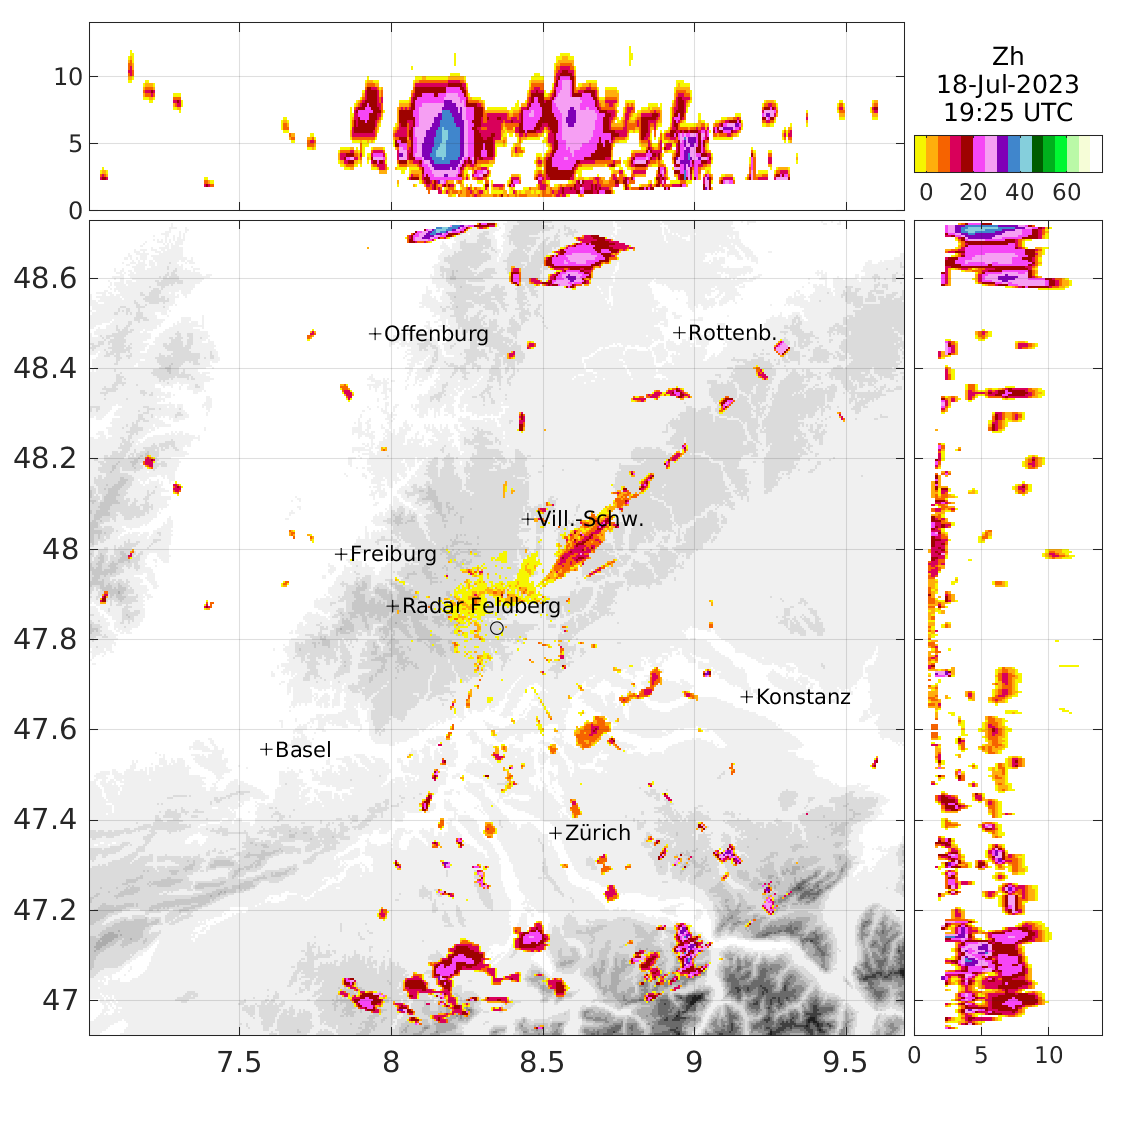 10
5
0
Zh
18-Jul-2023
19:25 UTC
0 20 40 60
48.6
48.4
48.2
48
47.8
47.6
47.4
47.2
47
+Offenburg
+Rottenb.
+Vill.-Schw.
+Freiburg
+Radar Feldberg
+Konstanz
+Basel
+Zürich
7.5 8 8.5 9 9.5
0 5 10